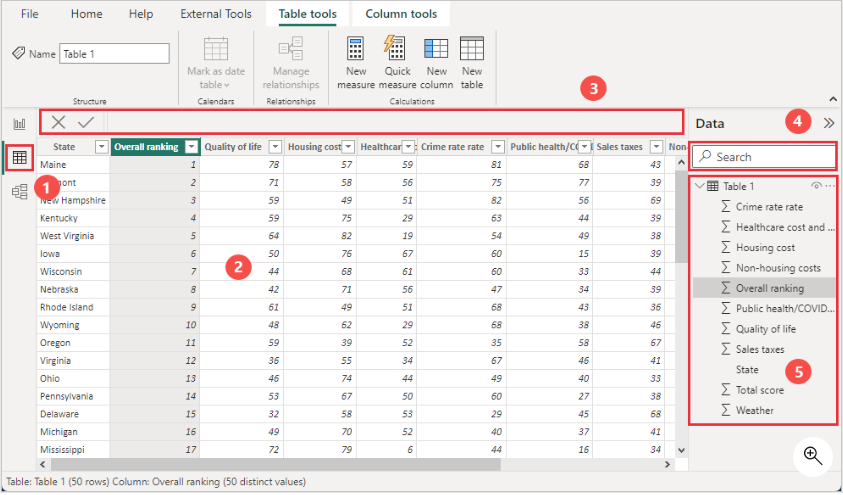 File Home Help External Tools Table tools Column tools
Name Table 1
Mark as date table
Manage relationships
New measure
Quick measure
New column
New table
Structure Calendars Relationships Calculations
3
Data 4
Search
State Overall ranking Quality of life Housing cost Healthcare Crime rate rate Public health/CO Sales taxes Non-
Maine 1 78 57 59 81 68 43
2 71 58 56 75 77 39
New Hampshire 3 59 49 51 82 56 69
Kentucky 4 59 75 29 63 44 39
West Virginia 5 64 82 19 54 49 38
Iowa 6 50 76 67 60 15 39
Wisconsin 7 44 68 61 60 33 44
Nebraska 8 42 71 56 47 34 39
Rhode Island 9 61 49 51 68 43 36
Wyoming 10 48 62 29 68 38 46
Oregon 11 59 39 52 35 58 67
Virginia 12 36 55 34 67 46 41
Ohio 13 46 74 44 49 40 33
Pennsylvania 14 53 67 50 60 27 38
Delaware 15 32 58 53 29 45 68
Michigan 16 49 70 52 40 37 41
Mississippi 17 72 79 6 44 16 34
1
2
Table 1
Crime rate rate
Healthcare cost and ...
Housing cost
Non-housing costs
Overall ranking
Public health/COVID...
Quality of life
Sales taxes
State
5
Total score
Weather
Table: Table 1 (50 rows) Column: Overall ranking (50 distinct values)